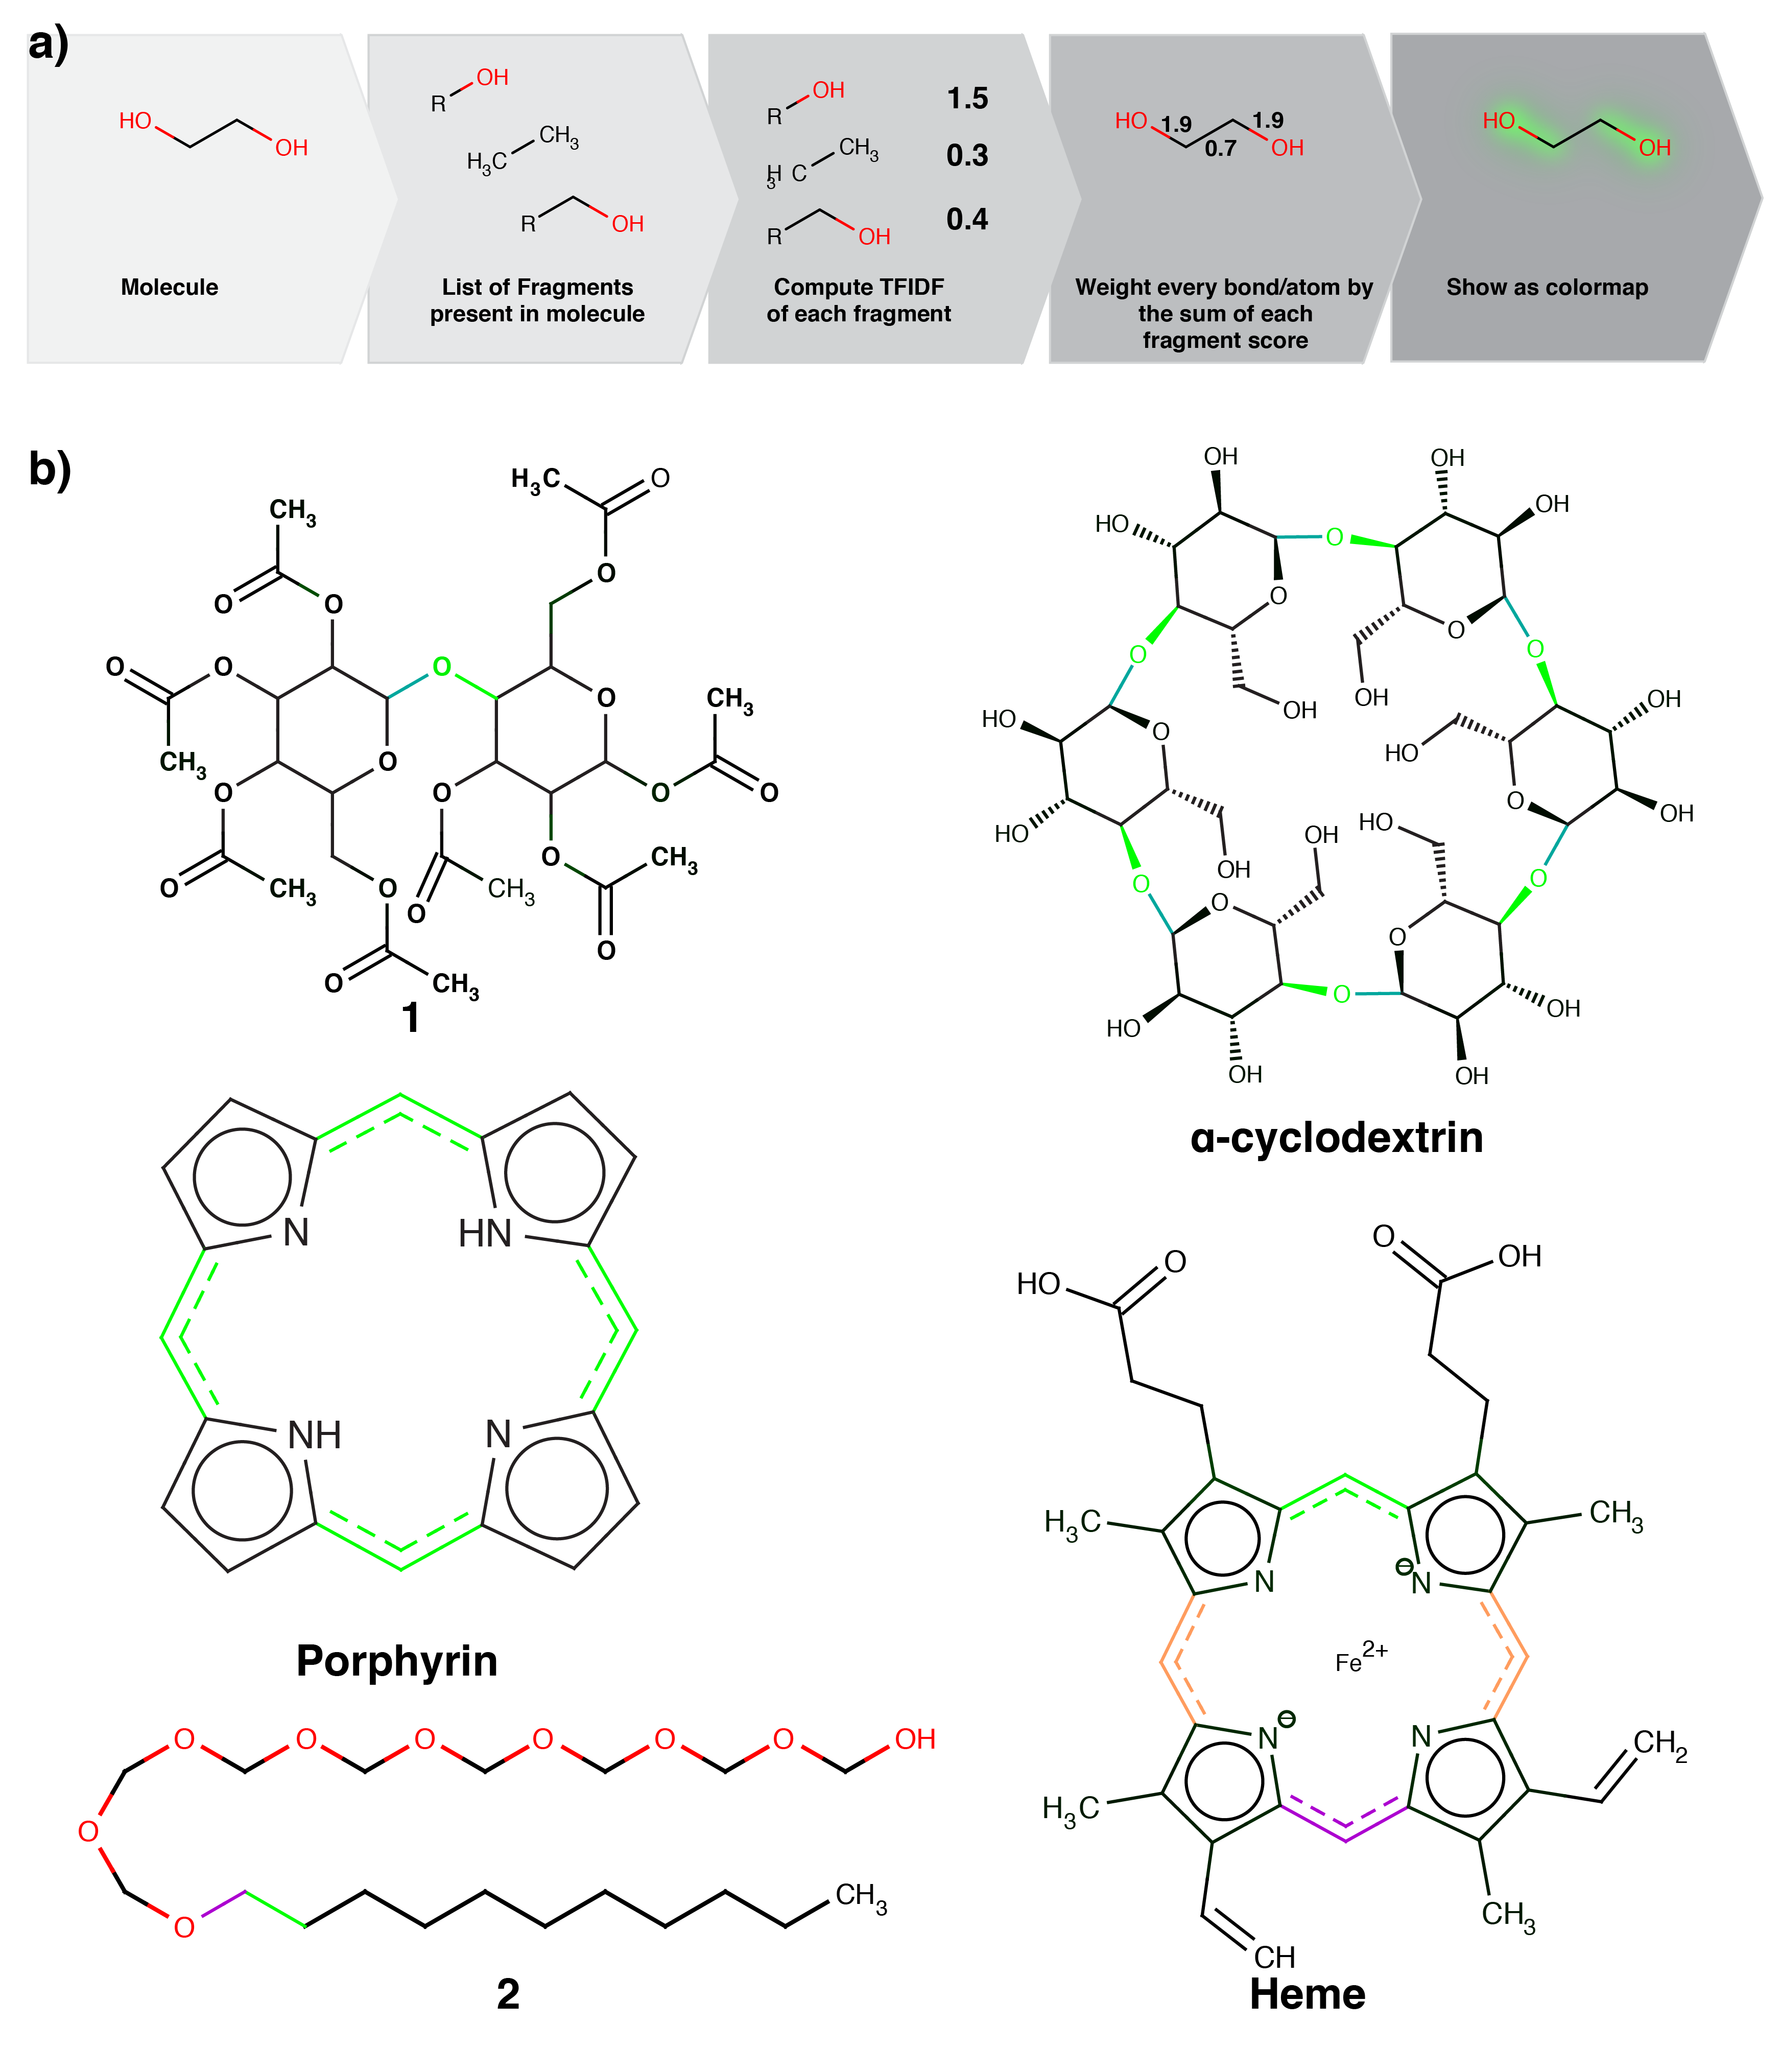 a)
HO
OH
Molecule
R
OH
CH3
H3C
R
OH
List of Fragments
present in molecule
R
OH
1.5
CH3
H3 C
0.3
R
OH
0.4
Compute TFIDF
of each fragment
HO
1.9
1.9
0.7
OH
Weight every bond/atom by
the sum of each
fragment score
HO
OH
Show as colormap
b)
H3C
O
CH3
O
O
O
O
O
O
O
CH3
O
CH3
O
O
O
O
O
O
CH3
O
CH3
O
CH3
O
CH3
O
O
O
CH3
1
OH
OH
OH
HO
O
O
O
O
O
OH
OH
OH
HO
O
HO
O
OH
HO
OH
HO
OH
OH
O
O
O
O
O
OH
HO
OH
OH
α-cyclodextrin
N
HN
NH
N
Porphyrin
O
OH
O
HO
H3C
CH3
N
⊖N
Fe2+
N⊖
N
CH2
H3C
CH3
CH
Heme
O
O
O
O
O
O
OH
O
O
CH3
2